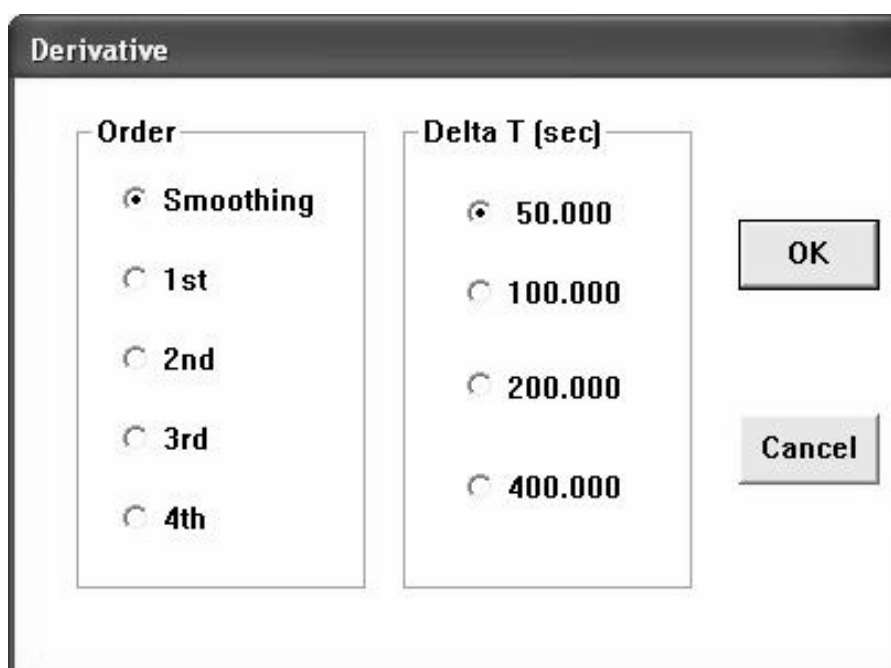 Derivative
Order
Smoothing
1st
2nd
3rd
4th
Delta T (sec)
50.000
100.000
200.000
400.000
OK
Cancel